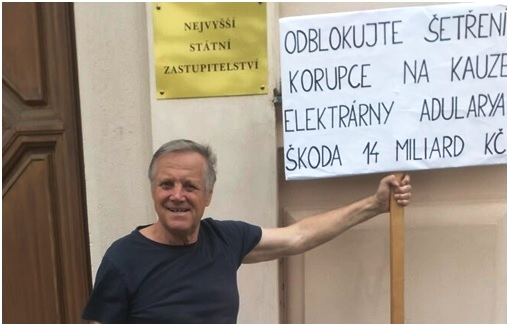 NEJVYŠŠÍ
STÁTNÍ
ZASTUPITELSTVÍ
ODBLOKUJTE ŠETŘENÍ
KORUPCE NA KAUZE
ELEKTRÁRNY ADULARYA
ŠKODA 14 MILIARD KČ